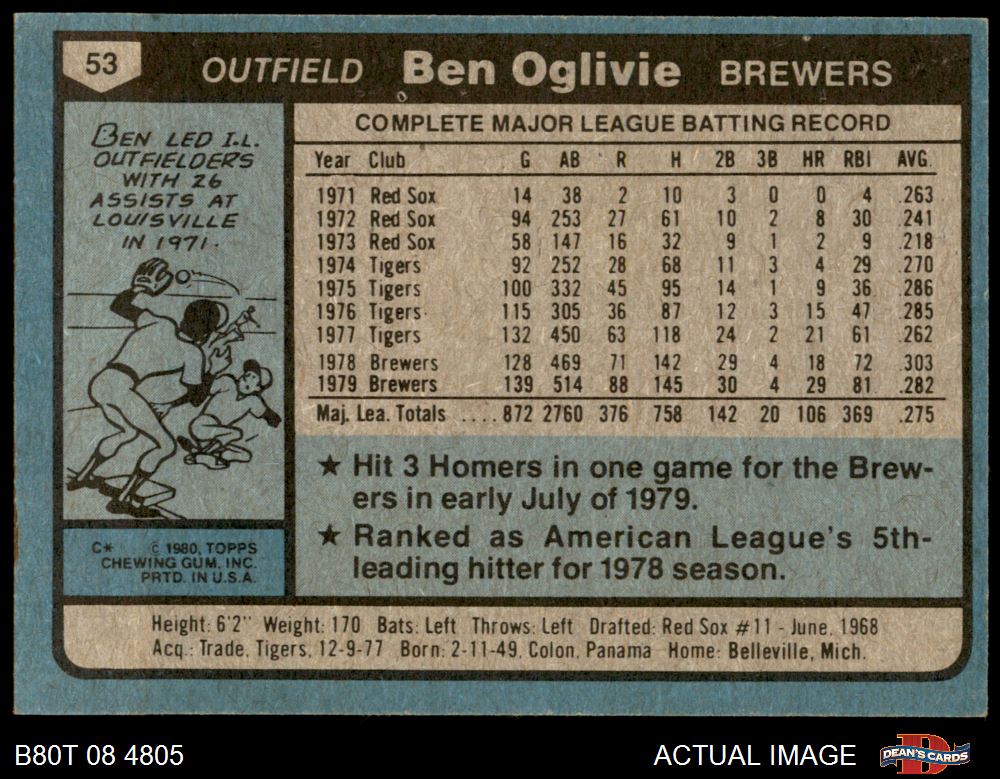 53 OUTFIELD Ben Oglivie BREWERS
BEN LED I.L.
OUTFIELDERS
WITH 26
ASSISTS AT
LOUISVILLE
IN 1971.
C* © 1980, TOPPS
CHEWING GUM, INC.
PRTD. IN U.S.A.
COMPLETE MAJOR LEAGUE BATTING RECORD
Year Club G AB R H 2B 3B HR RBI AVG.
1971 Red Sox 14 38 2 10 3 0 0 4 .263
1972 Red Sox 94 253 27 61 10 2 8 30 .241
1973 Red Sox 58 147 16 32 9 1 2 9 .218
1974 Tigers 92 252 28 68 11 3 4 29 .270
1975 Tigers 100 332 45 95 14 1 9 36 .286
1976 Tigers 115 305 36 87 12 3 15 47 .285
1977 Tigers 132 450 63 118 24 2 21 61 .262
1978 Brewers 128 469 71 142 29 4 18 72 .303
1979 Brewers 139 514 88 145 30 4 29 81 .282
Maj. Lea. Totals ....872 2760 376 758 142 20 106 369 .275
★ Hit 3 Homers in one game for the Brew-
ers in early July of 1979.
★ Ranked as American League's 5th-
leading hitter for 1978 season.
Height: 6'2" Weight: 170 Bats: Left Throws: Left Drafted: Red Sox #11 - June, 1968
Acq.: Trade, Tigers, 12-9-77 Born: 2-11-49, Colon, Panama Home: Belleville, Mich.
B80T 08 4805 ACTUAL IMAGE D DEAN'S CARDS